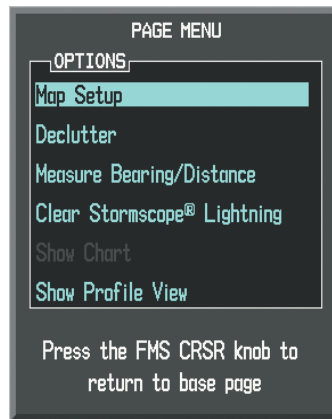 PAGE MENU
OPTIONS
Map Setup
Declutter
Measure Bearing/Distance
Clear Stormscope® Lightning
Show Chart
Show Profile View
Press the FMS CRSR knob to
return to base page